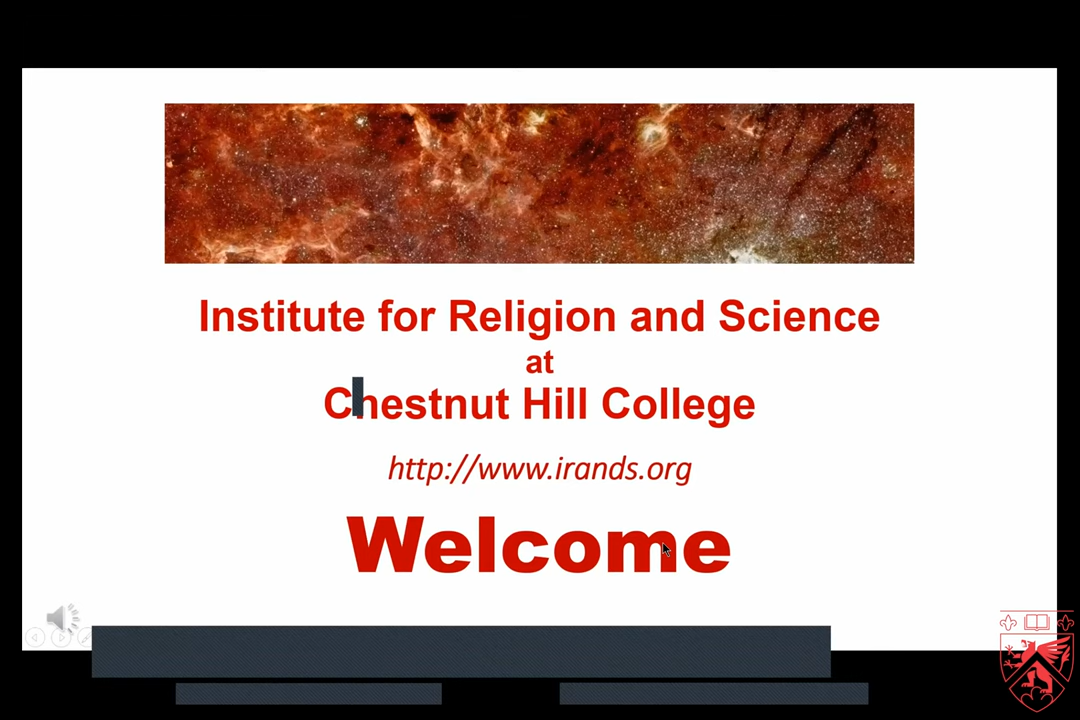 Institute for Religion and Science
at
Chestnut Hill College
http://www.irands.org
Welcome